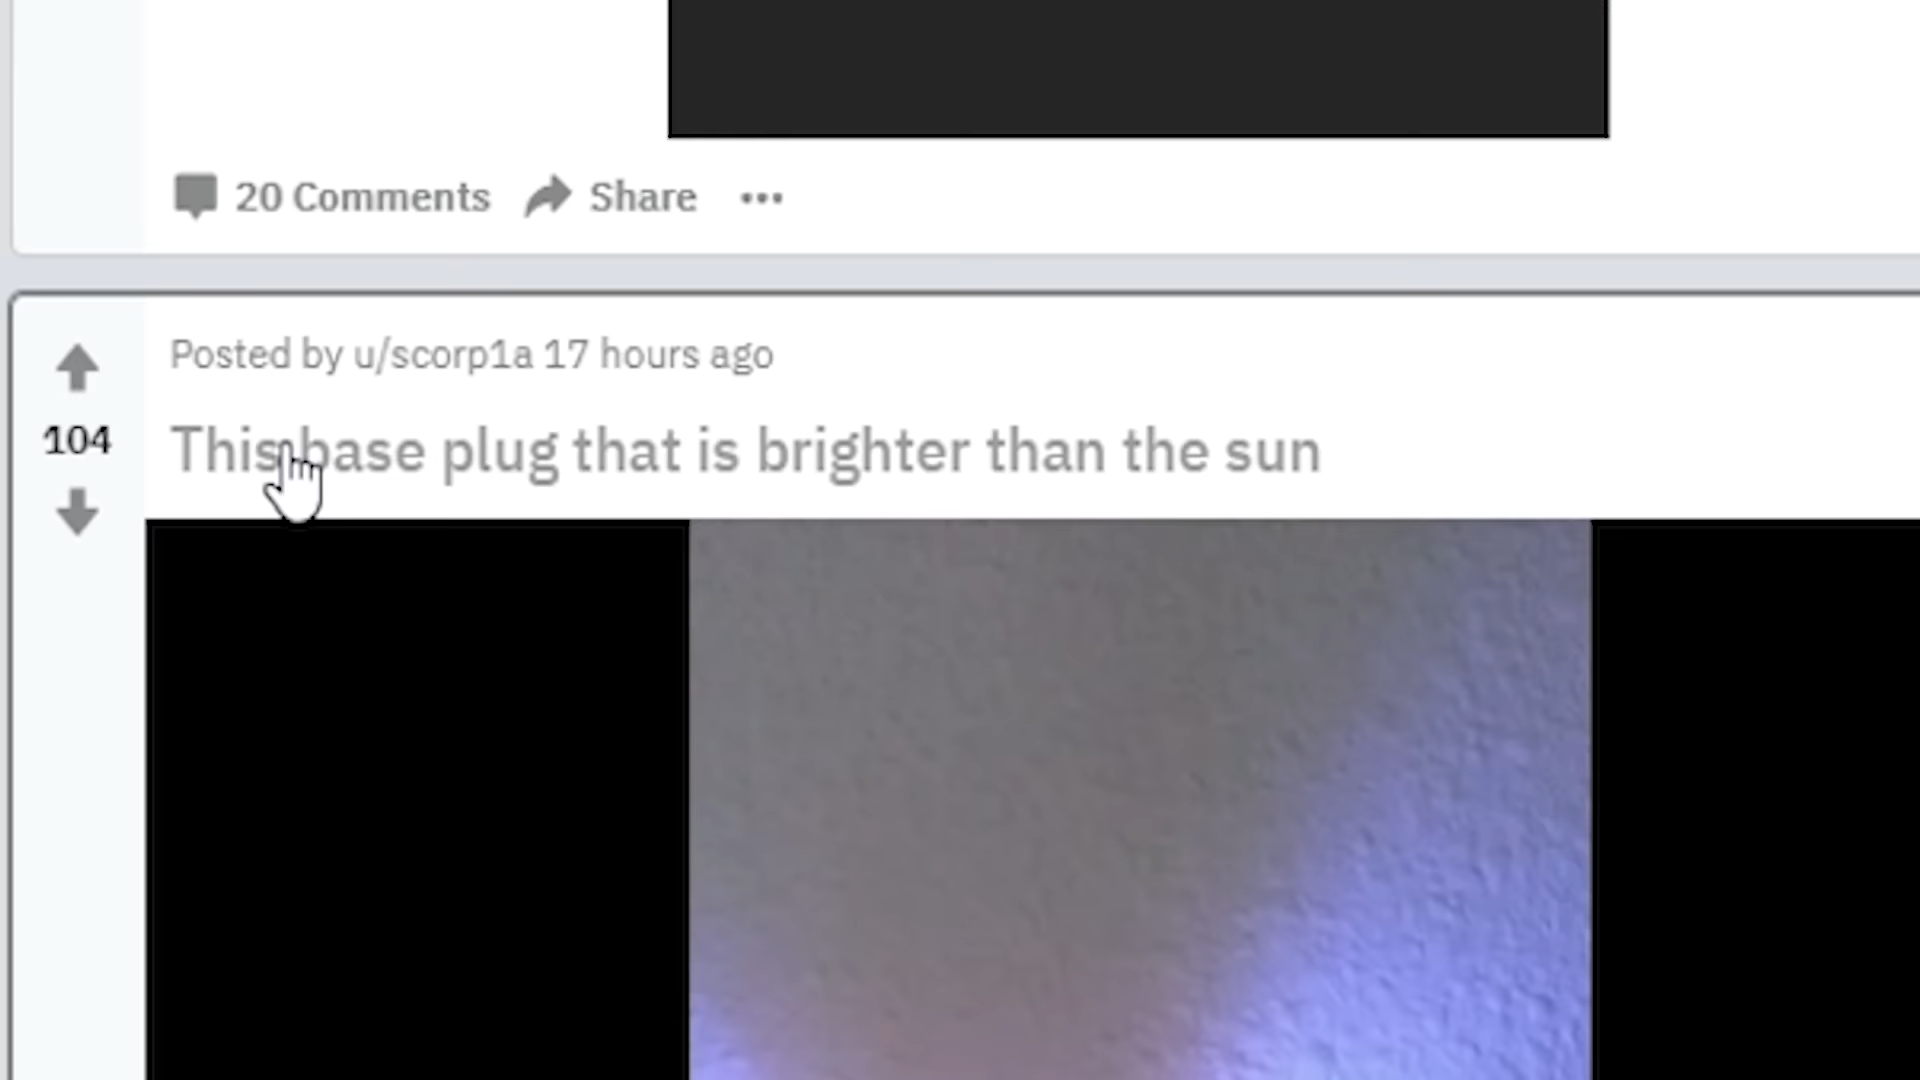 20 Comments Share
Posted by u/scorp1a 17 hours ago
104
This base plug that is brighter than the sun